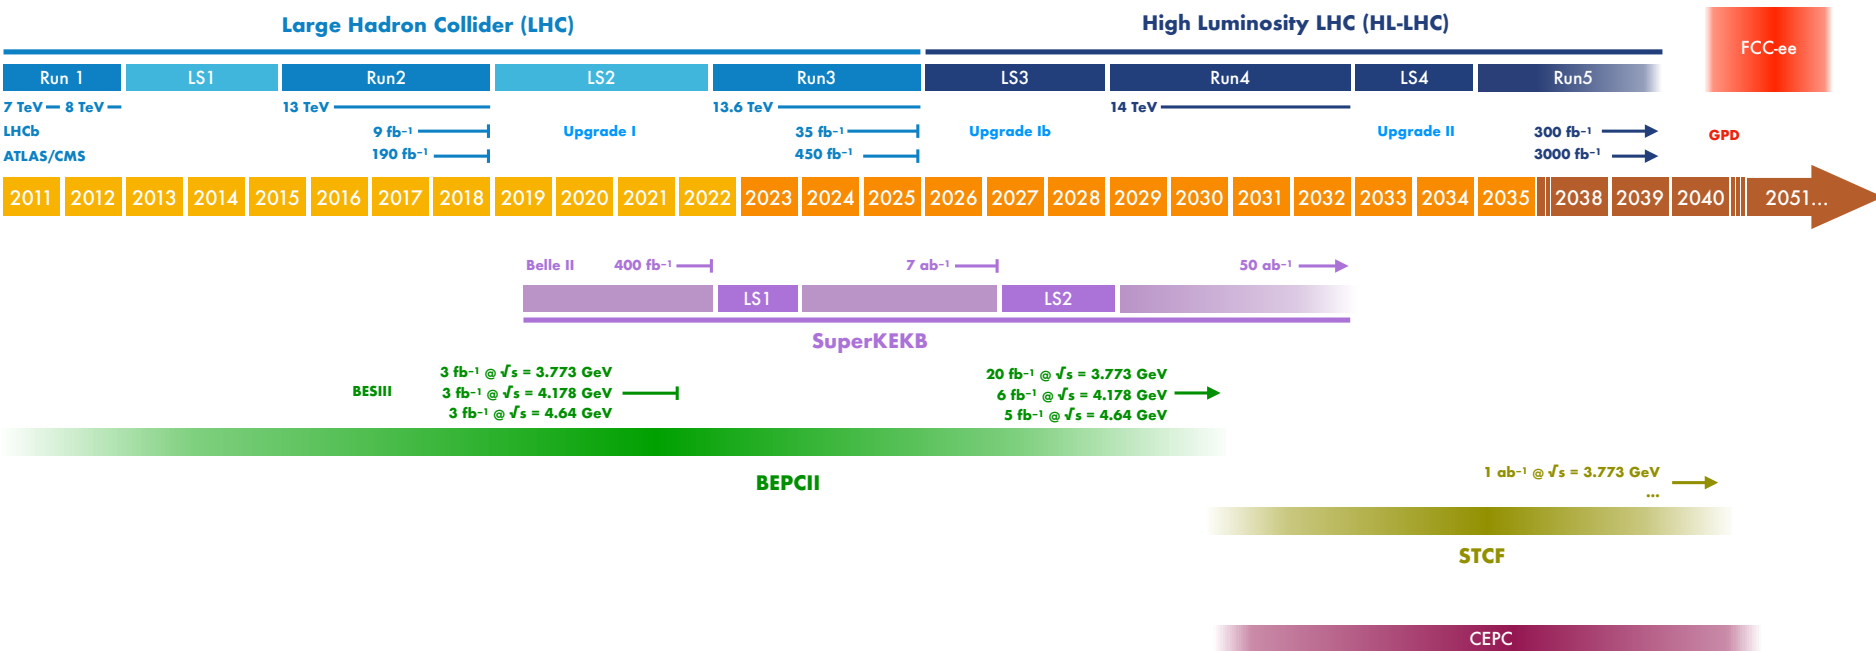 Large Hadron Collider (LHC) High Luminosity LHC (HL-LHC)
FCC-ee
Run 1 LS1 Run2 LS2 Run3 LS3 Run4 LS4 Run5
7 TeV 8 TeV 13 TeV 13.6 TeV 14 TeV
LHCb 9 fb⁻¹ Upgrade I 35 fb⁻¹ Upgrade Ib Upgrade II 300 fb⁻¹ GPD
ATLAS/CMS 190 fb⁻¹ 450 fb⁻¹ 3000 fb⁻¹
2011 2012 2013 2014 2015 2016 2017 2018 2019 2020 2021 2022 2023 2024 2025 2026 2027 2028 2029 2030 2031 2032 2033 2034 2035 2038 2039 2040 2051...
Belle II 400 fb⁻¹ 7 ab⁻¹ 50 ab⁻¹
LS1 LS2
SuperKEKB
BESIII
3 fb⁻¹ @ √s = 3.773 GeV
3 fb⁻¹ @ √s = 4.178 GeV
3 fb⁻¹ @ √s = 4.64 GeV
20 fb⁻¹ @ √s = 3.773 GeV
6 fb⁻¹ @ √s = 4.178 GeV
5 fb⁻¹ @ √s = 4.64 GeV
BEPCII
1 ab⁻¹ @ √s = 3.773 GeV
...
STCF
CEPC